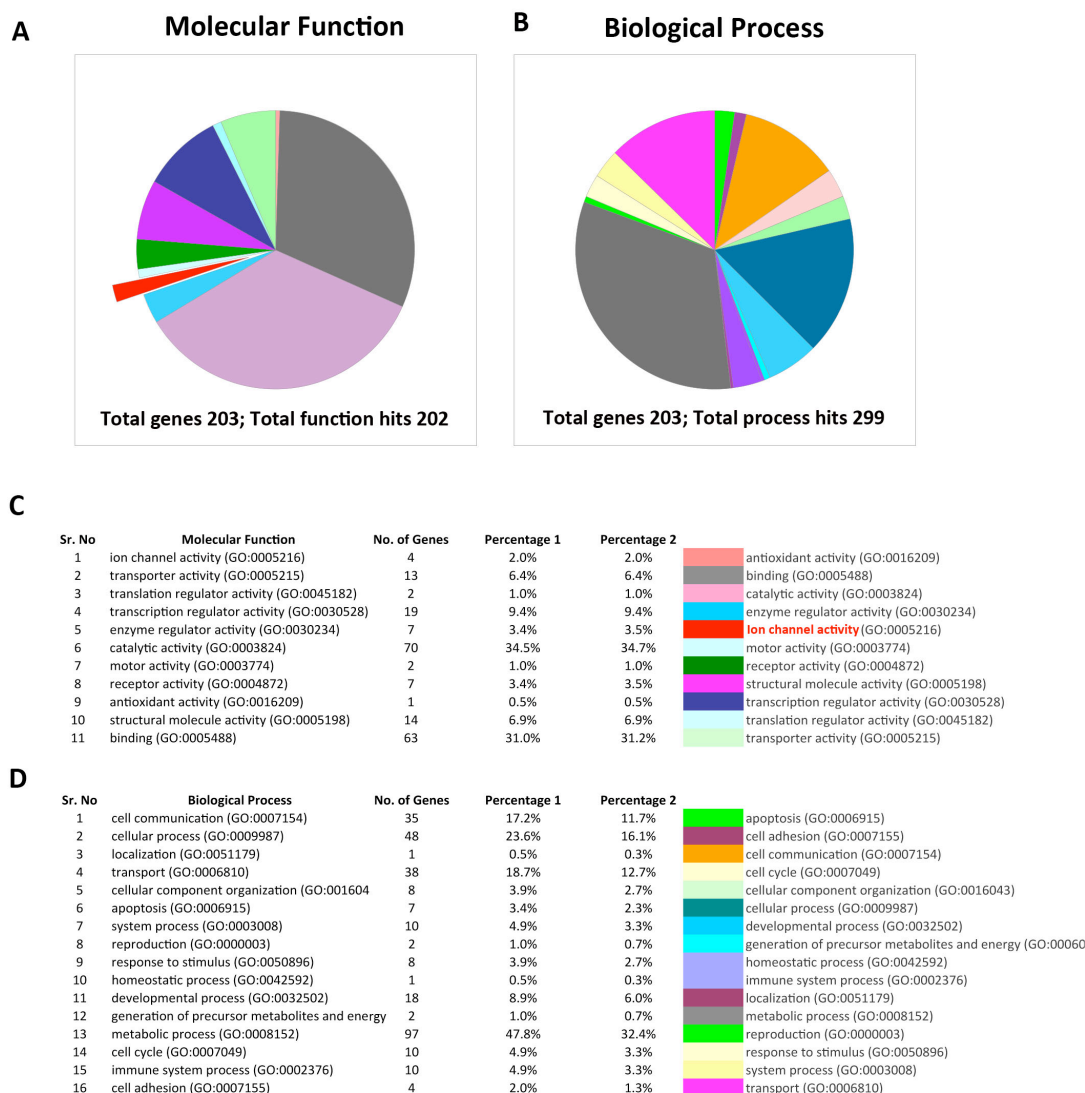 A Molecular Function B Biological Process
Total genes 203; Total function hits 202 Total genes 203; Total process hits 299
C
Sr. No Molecular Function No. of Genes Percentage 1 Percentage 2
1 ion channel activity (GO:0005216) 4 2.0% 2.0% antioxidant activity (GO:0016209)
2 transporter activity (GO:0005215) 13 6.4% 6.4% binding (GO:0005488)
3 translation regulator activity (GO:0045182) 2 1.0% 1.0% catalytic activity (GO:0003824)
4 transcription regulator activity (GO:0030528) 19 9.4% 9.4% enzyme regulator activity (GO:0030234)
5 enzyme regulator activity (GO:0030234) 7 3.4% 3.5% Ion channel activity (GO:0005216)
6 catalytic activity (GO:0003824) 70 34.5% 34.7% motor activity (GO:0003774)
7 motor activity (GO:0003774) 2 1.0% 1.0% receptor activity (GO:0004872)
8 receptor activity (GO:0004872) 7 3.4% 3.5% structural molecule activity (GO:0005198)
9 antioxidant activity (GO:0016209) 1 0.5% 0.5% transcription regulator activity (GO:0030528)
10 structural molecule activity (GO:0005198) 14 6.9% 6.9% translation regulator activity (GO:0045182)
11 binding (GO:0005488) 63 31.0% 31.2% transporter activity (GO:0005215)
D
Sr. No Biological Process No. of Genes Percentage 1 Percentage 2
1 cell communication (GO:0007154) 35 17.2% 11.7% apoptosis (GO:0006915)
2 cellular process (GO:0009987) 48 23.6% 16.1% cell adhesion (GO:0007155)
3 localization (GO:0051179) 1 0.5% 0.3% cell communication (GO:0007154)
4 transport (GO:0006810) 38 18.7% 12.7% cell cycle (GO:0007049)
5 cellular component organization (GO:001604 8 3.9% 2.7% cellular component organization (GO:0016043)
6 apoptosis (GO:0006915) 7 3.4% 2.3% cellular process (GO:0009987)
7 system process (GO:0003008) 10 4.9% 3.3% developmental process (GO:0032502)
8 reproduction (GO:0000003) 2 1.0% 0.7% generation of precursor metabolites and energy (GO:00060
9 response to stimulus (GO:0050896) 8 3.9% 2.7% homeostatic process (GO:0042592)
10 homeostatic process (GO:0042592) 1 0.5% 0.3% immune system process (GO:0002376)
11 developmental process (GO:0032502) 18 8.9% 6.0% localization (GO:0051179)
12 generation of precursor metabolites and energy 2 1.0% 0.7% metabolic process (GO:0008152)
13 metabolic process (GO:0008152) 97 47.8% 32.4% reproduction (GO:0000003)
14 cell cycle (GO:0007049) 10 4.9% 3.3% response to stimulus (GO:0050896)
15 immune system process (GO:0002376) 10 4.9% 3.3% system process (GO:0003008)
16 cell adhesion (GO:0007155) 4 2.0% 1.3% transport (GO:0006810)